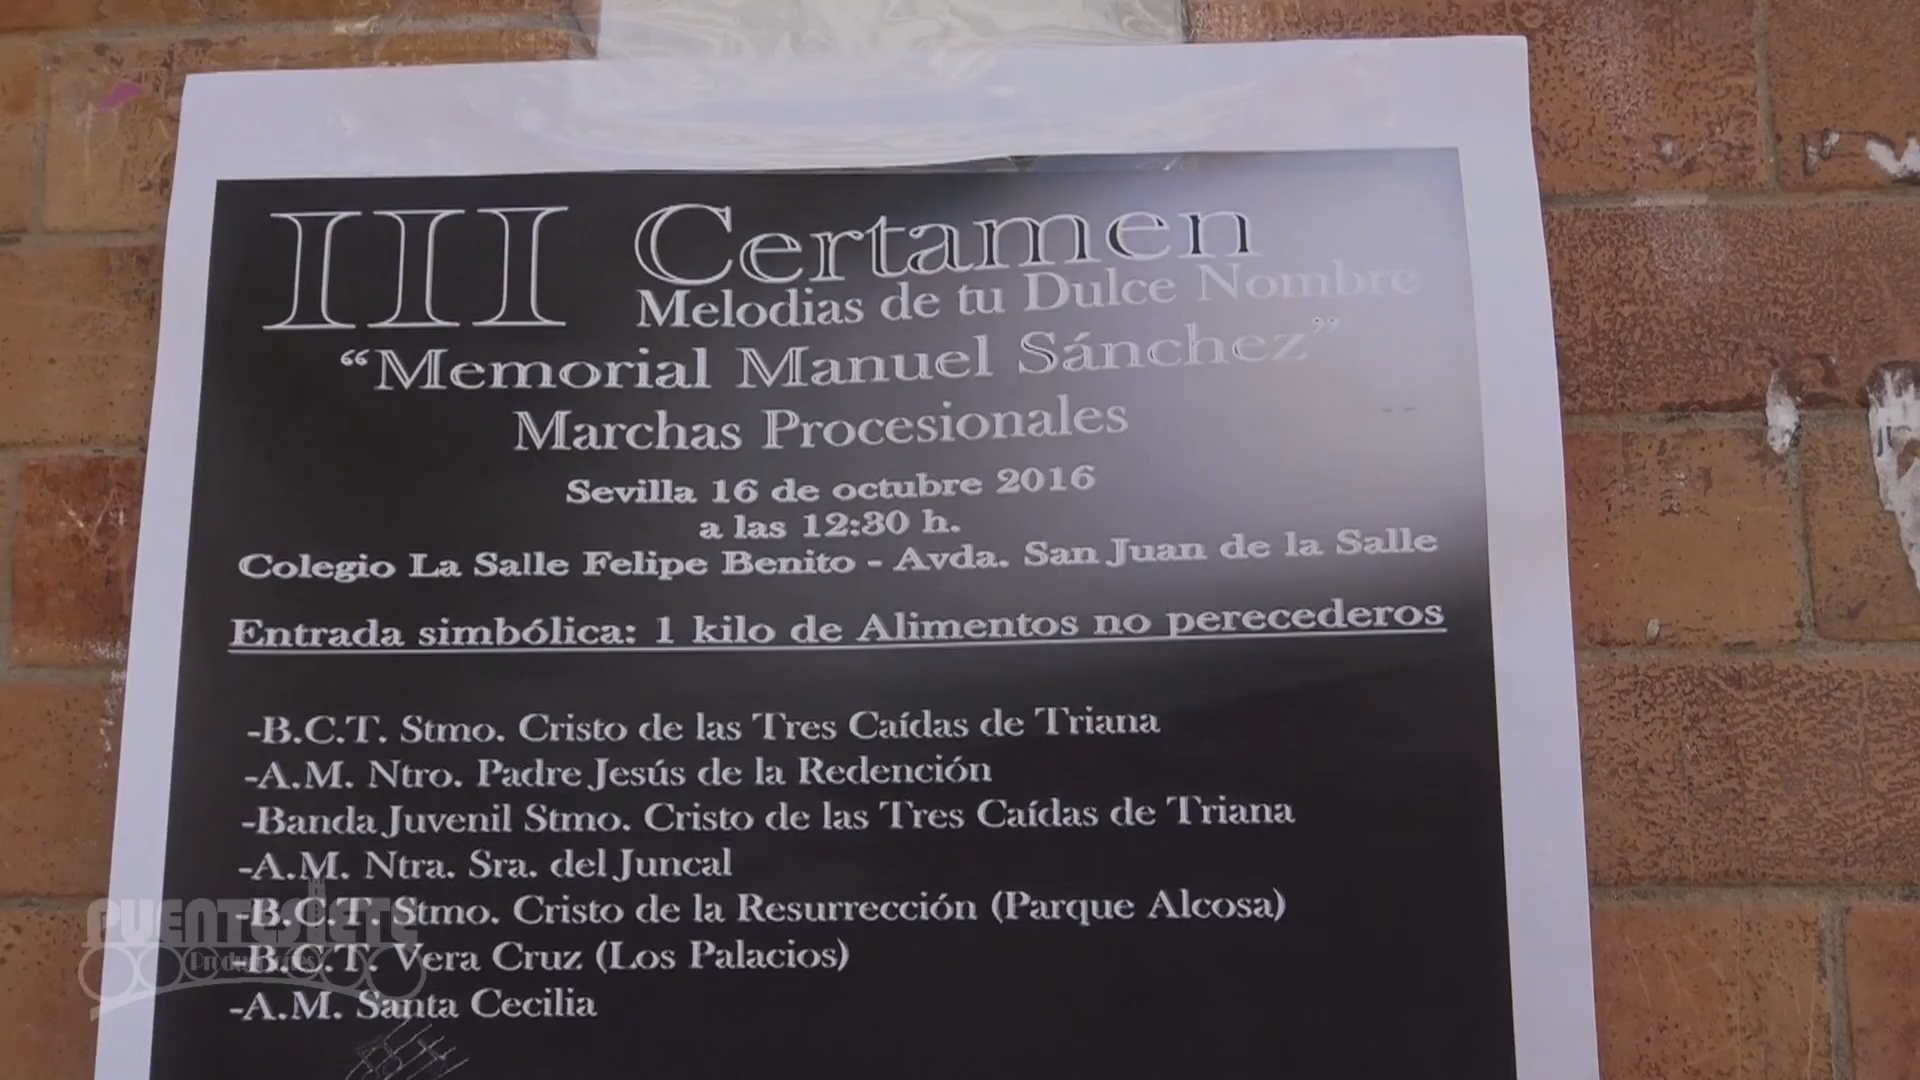 III Certamen
Melodias de tu Dulce Nombre
“Memorial Manuel Sánchez”
Marchas Procesionales
Sevilla 16 de octubre 2016
a las 12:30 h.
Colegio La Salle Felipe Benito - Avda. San Juan de la Salle
Entrada simbólica: 1 kilo de Alimentos no perecederos
-B.C.T. Stmo. Cristo de las Tres Caídas de Triana
-A.M. Ntro. Padre Jesús de la Redención
-Banda Juvenil Stmo. Cristo de las Tres Caídas de Triana
-A.M. Ntra. Sra. del Juncal
-B.C.T. Stmo. Cristo de la Resurrección (Parque Alcosa)
-B.C.T. Vera Cruz (Los Palacios)
-A.M. Santa Cecilia
PUENTESIETE
Producciones